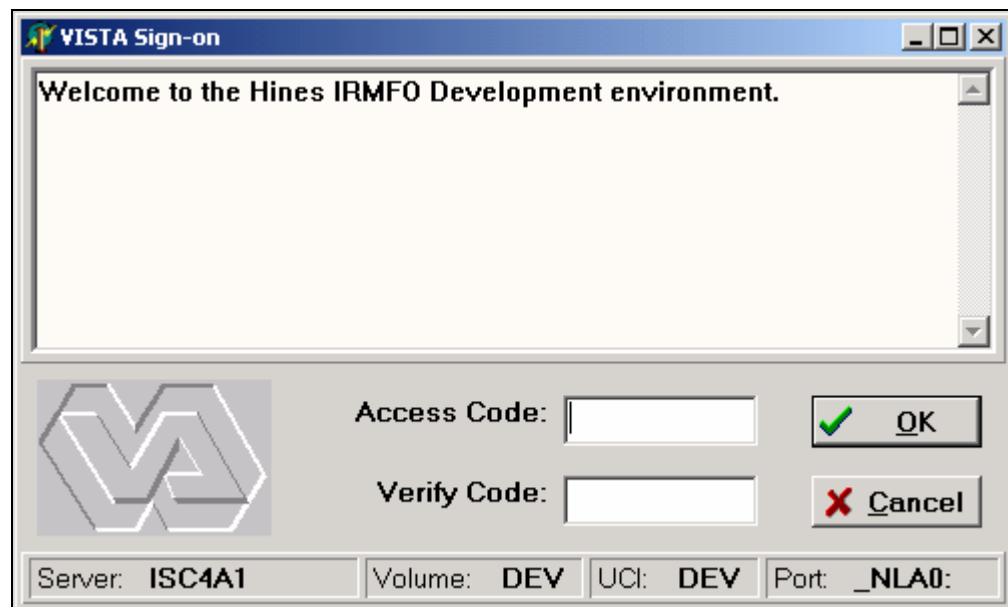 VISTA Sign-on
Welcome to the Hines IRMFO Development environment.
Access Code:
OK
Verify Code:
Cancel
Server: ISC4A1 Volume: DEV UCI: DEV Port: _NLA0: